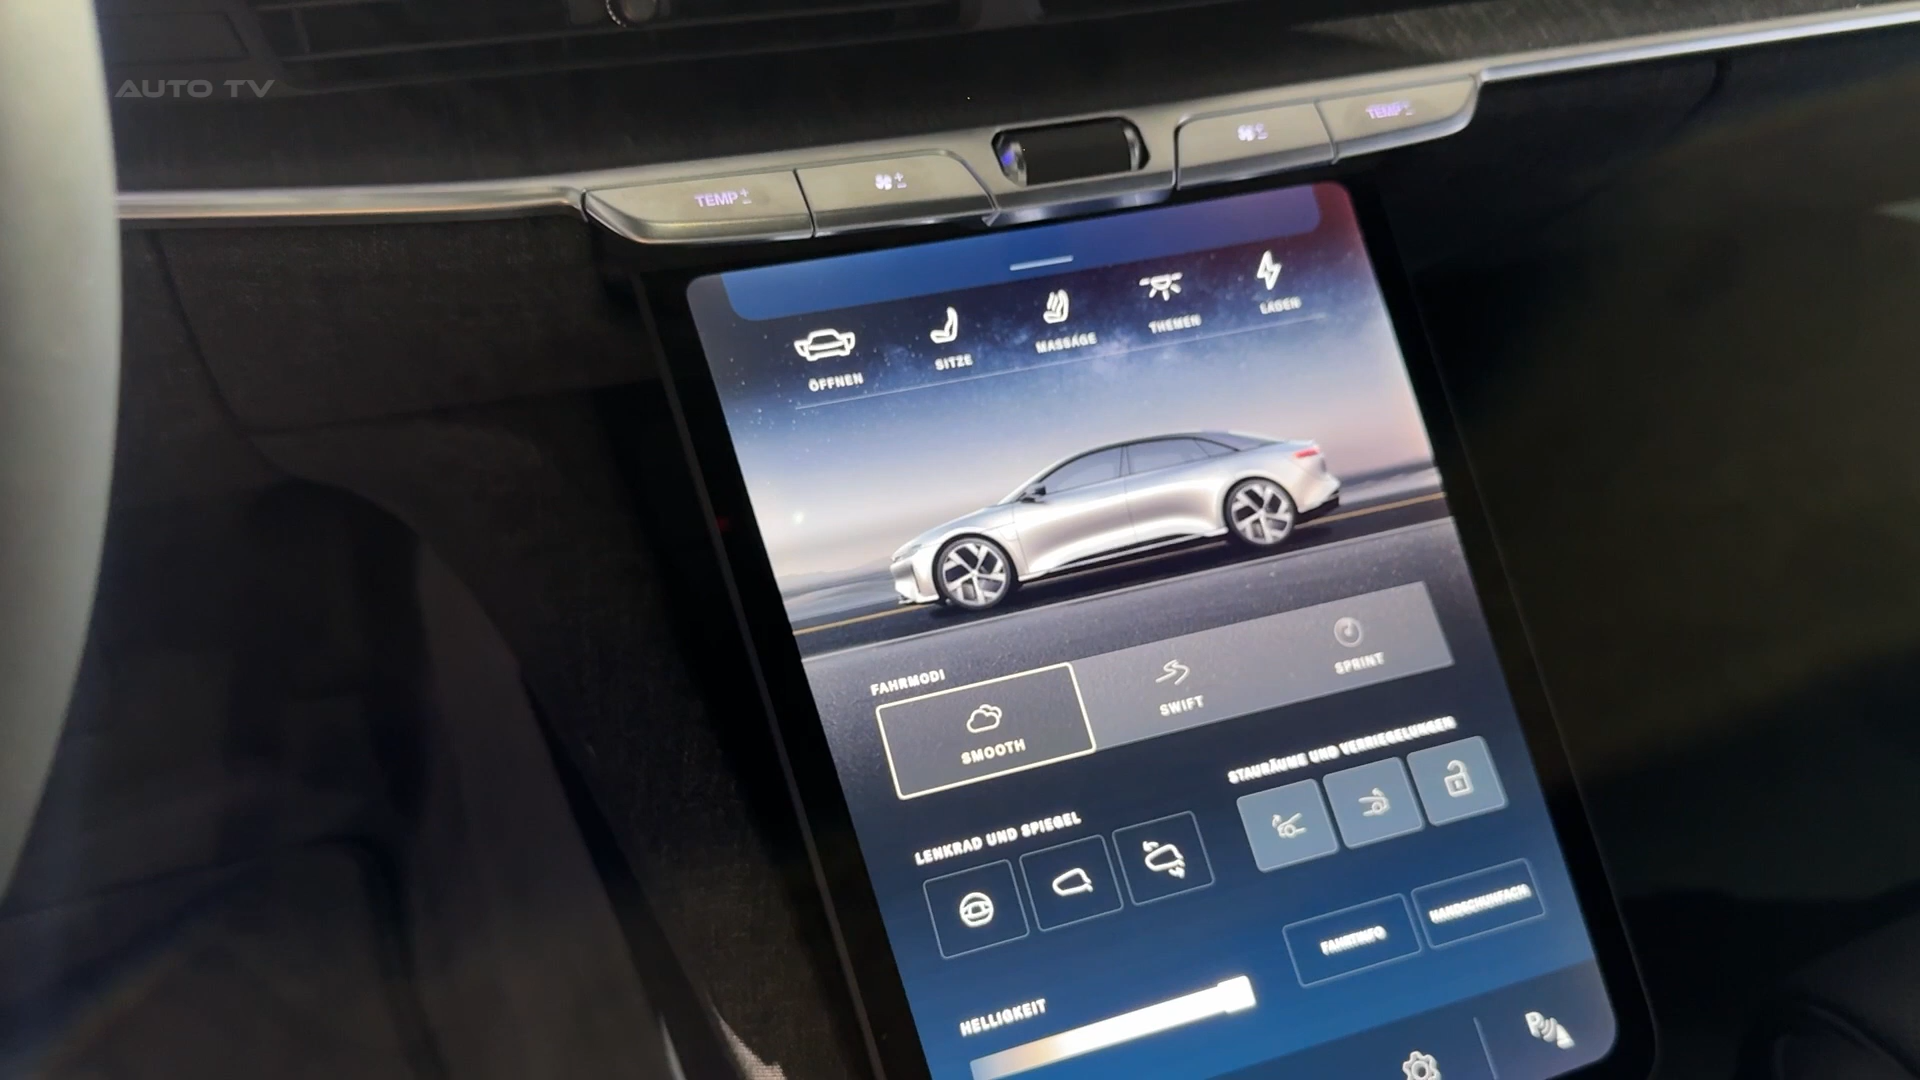 AUTO TV
TEMP +-
+-
+-
TEMP +-
ÖFFNEN
SITZE
MASSAGE
THEMEN
LADEN
FAHRMODI
SMOOTH
SWIFT
SPRINT
LENKRAD UND SPIEGEL
STAURÄUME UND VERRIEGELUNGEN
FAHRTINFO
HANDSCHUHFACH
HELLIGKEIT
P